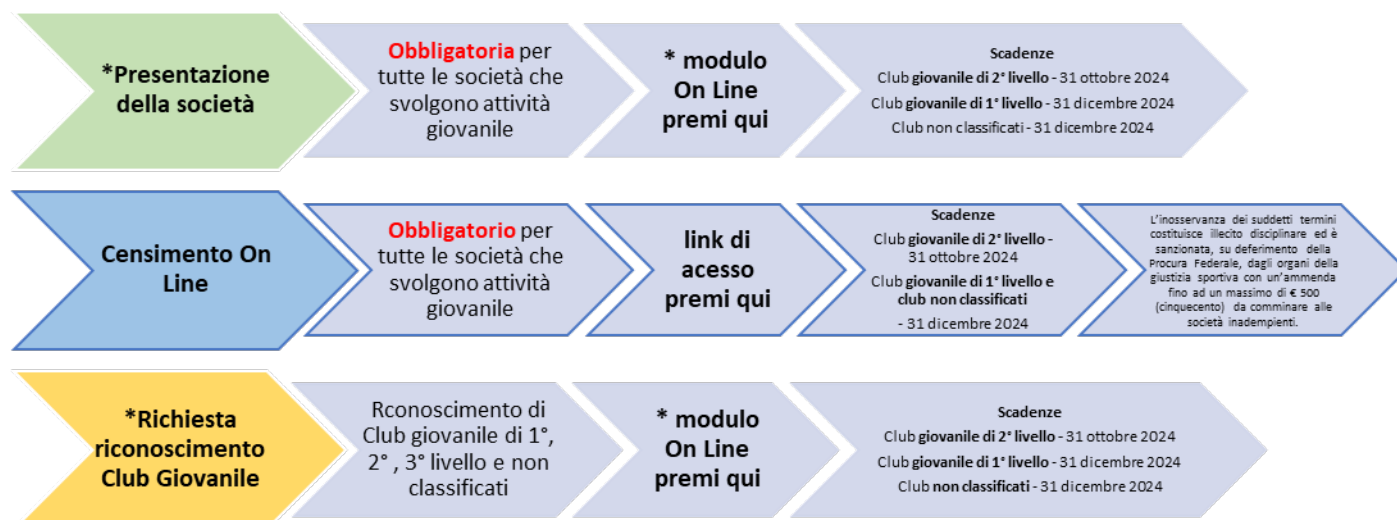 *Presentazione
della società
Obbligatoria per
tutte le società che
svolgono attività
giovanile
* modulo
On Line
premi qui
Scadenze
Club giovanile di 2° livello - 31 ottobre 2024
Club giovanile di 1° livello - 31 dicembre 2024
Club non classificati - 31 dicembre 2024
Censimento On
Line
Obbligatorio per
tutte le società che
svolgono attività
giovanile
link di
acesso
premi qui
Scadenze
Club giovanile di 2° livello -
31 ottobre 2024
Club giovanile di 1° livello e
club non classificati
- 31 dicembre 2024
L'inosservanza dei suddetti termini
costituisce illecito disciplinare ed è
sanzionata, su deferimento della
Procura Federale, dagli organi della
giustizia sportiva con un'ammenda
fino ad un massimo di € 500
(cinquecento) da comminare alle
società inadempienti.
*Richiesta
riconoscimento
Club Giovanile
Rconoscimento di
Club giovanile di 1°,
2° , 3° livello e non
classificati
* modulo
On Line
premi qui
Scadenze
Club giovanile di 2° livello - 31 ottobre 2024
Club giovanile di 1° livello - 31 dicembre 2024
Club non classificati - 31 dicembre 2024